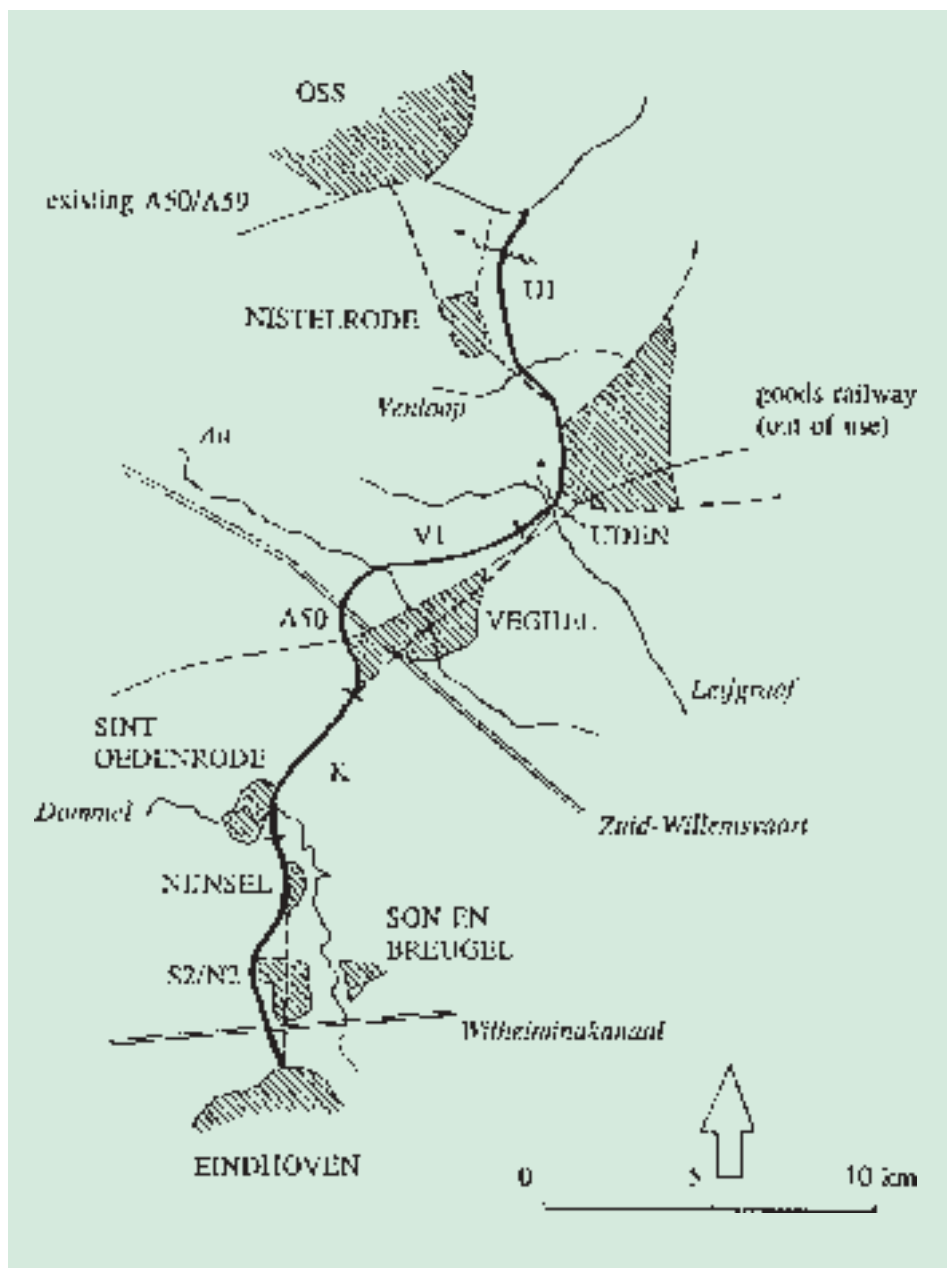 OSS
existing A50/A59
U1
NISTELRODE
Venloop
goods railway
(out of use)
Aa
V1
UDEN
A50
VEGHEL
Leijgraaf
SINT
OEDENRODE
K
Dommel
Zuid-Willemsvaart
NIJNSEL
SON EN
BREUGEL
S2/N2
Wilhelminakanaal
EINDHOVEN
0 5 10 km